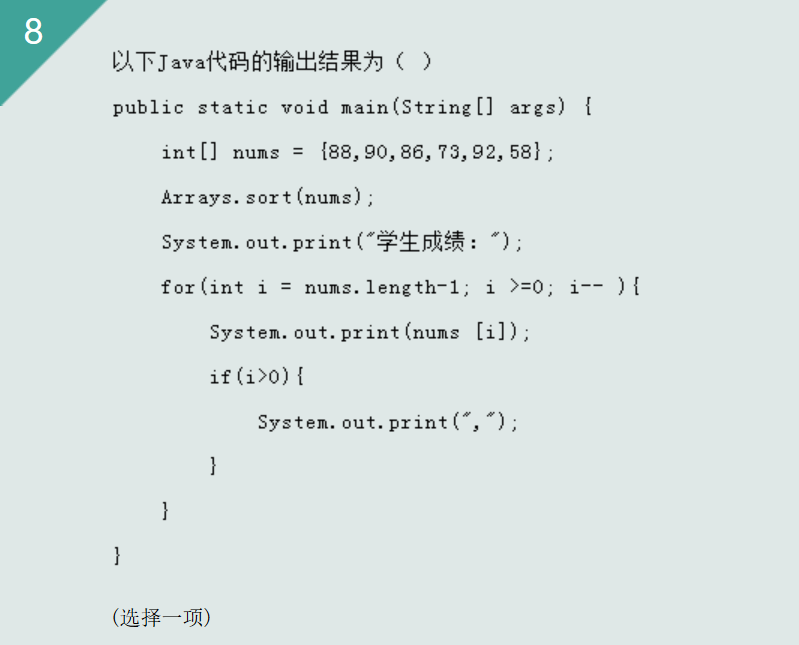 8
以下Java代码的输出结果为（ ）
public static void main(String[] args) {
int[] nums = {88,90,86,73,92,58};
Arrays.sort(nums);
System.out.print("学生成绩：");
for(int i = nums.length-1; i >=0; i-- ){
System.out.print(nums [i]);
if(i>0){
System.out.print(",");
}
}
}
(选择一项)